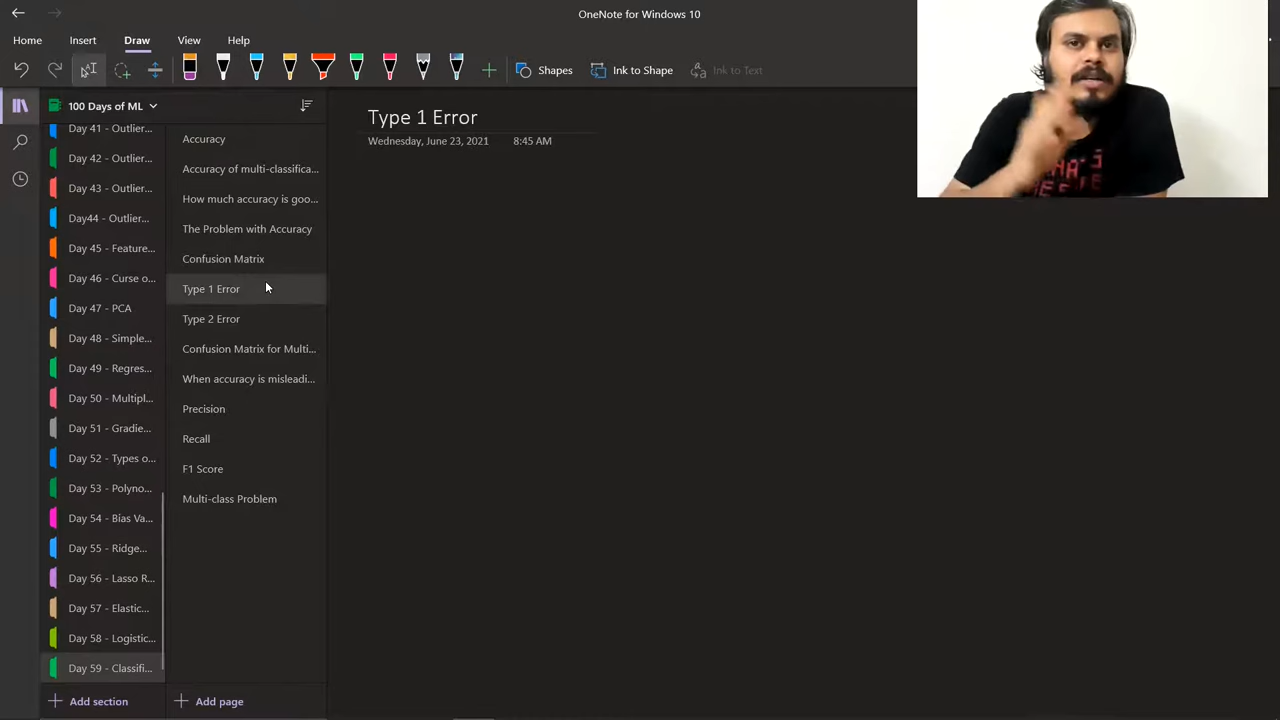 OneNote for Windows 10
Home
Insert
Draw
View
Help
Shapes
Ink to Shape
Ink to Text
100 Days of ML
Day 41 - Outlier...
Day 42 - Outlier...
Day 43 - Outlier...
Day44 - Outlier...
Day 45 - Feature...
Day 46 - Curse o...
Day 47 - PCA
Day 48 - Simple...
Day 49 - Regres...
Day 50 - Multipl...
Day 51 - Gradie...
Day 52 - Types o...
Day 53 - Polyno...
Day 54 - Bias Va...
Day 55 - Ridge...
Day 56 - Lasso R...
Day 57 - Elastic...
Day 58 - Logistic...
Day 59 - Classifi...
Add section
Accuracy
Accuracy of multi-classifica...
How much accuracy is goo...
The Problem with Accuracy
Confusion Matrix
Type 1 Error
Type 2 Error
Confusion Matrix for Multi...
When accuracy is misleadi...
Precision
Recall
F1 Score
Multi-class Problem
Add page
Type 1 Error
Wednesday, June 23, 2021 8:45 AM